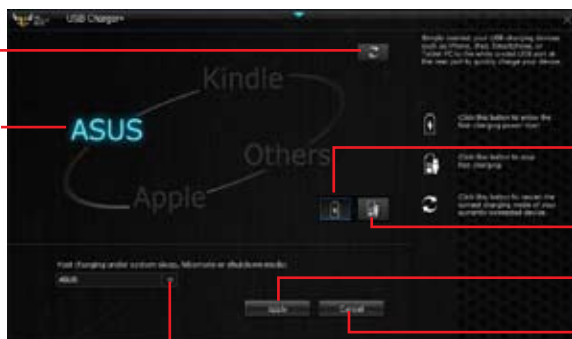 USB Charger+
Simply connect your USB charging devices
such as iPhone, iPad, Smartphone, or
Tablet PC to the white coded USB port at
the rear port to quickly charge your device.
Kindle
ASUS
Others
Apple
Click this button to enter the
fast charging power mode
Click this button to stop
fast charging
Click this button to rescan the
current charging mode of your
currently connected device.
Fast charging under system sleep, hibernate or shutdown mode:
ASUS
Apply
Cancel